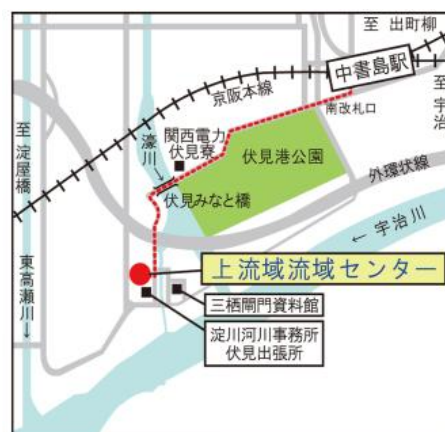 至 出町柳
中書島駅
京阪本線
南改札口
至 宇治
関西電力
伏見寮
濠川
伏見港公園
至 淀屋橋
伏見みなと橋
外環状線
← 宇治川
東高瀬川→
上流域流域センター
三栖閘門資料館
淀川河川事務所
伏見出張所